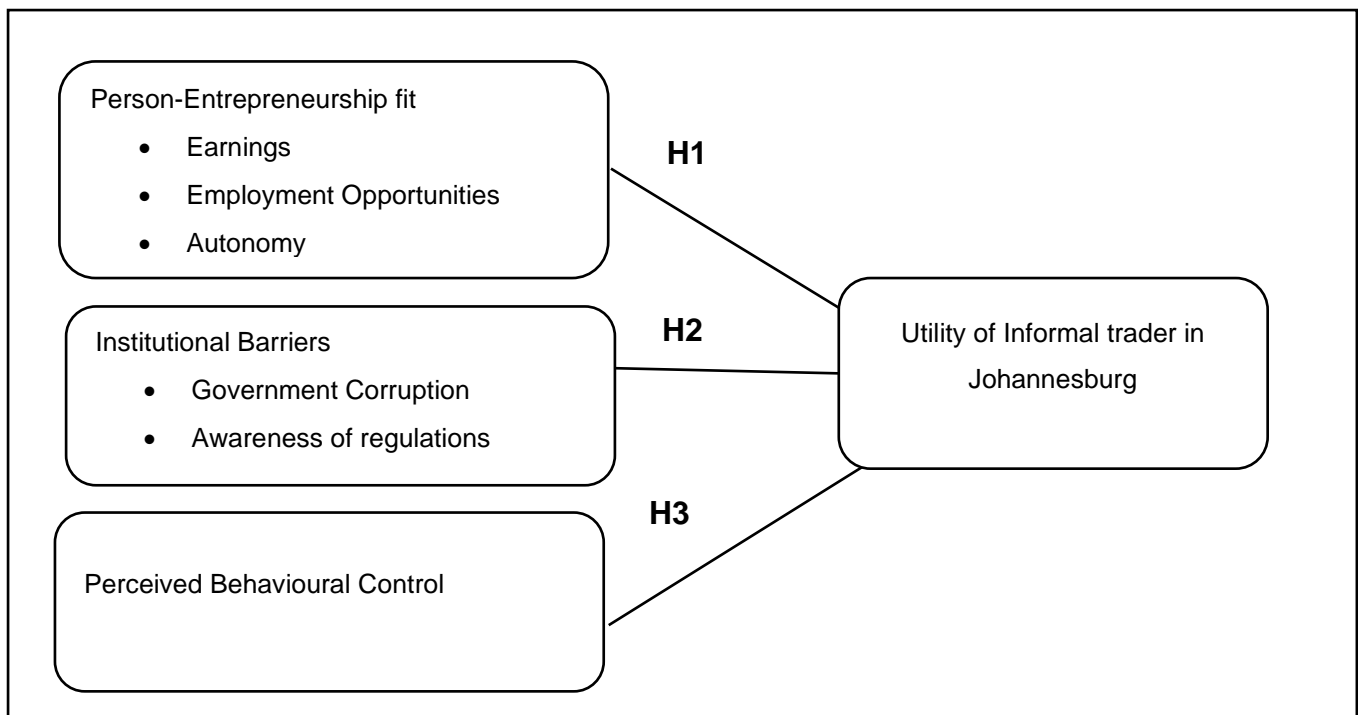 Person-Entrepreneurship fit
• Earnings
• Employment Opportunities
• Autonomy
H1
Institutional Barriers
• Government Corruption
• Awareness of regulations
H2
Utility of Informal trader in
Johannesburg
Perceived Behavioural Control
H3